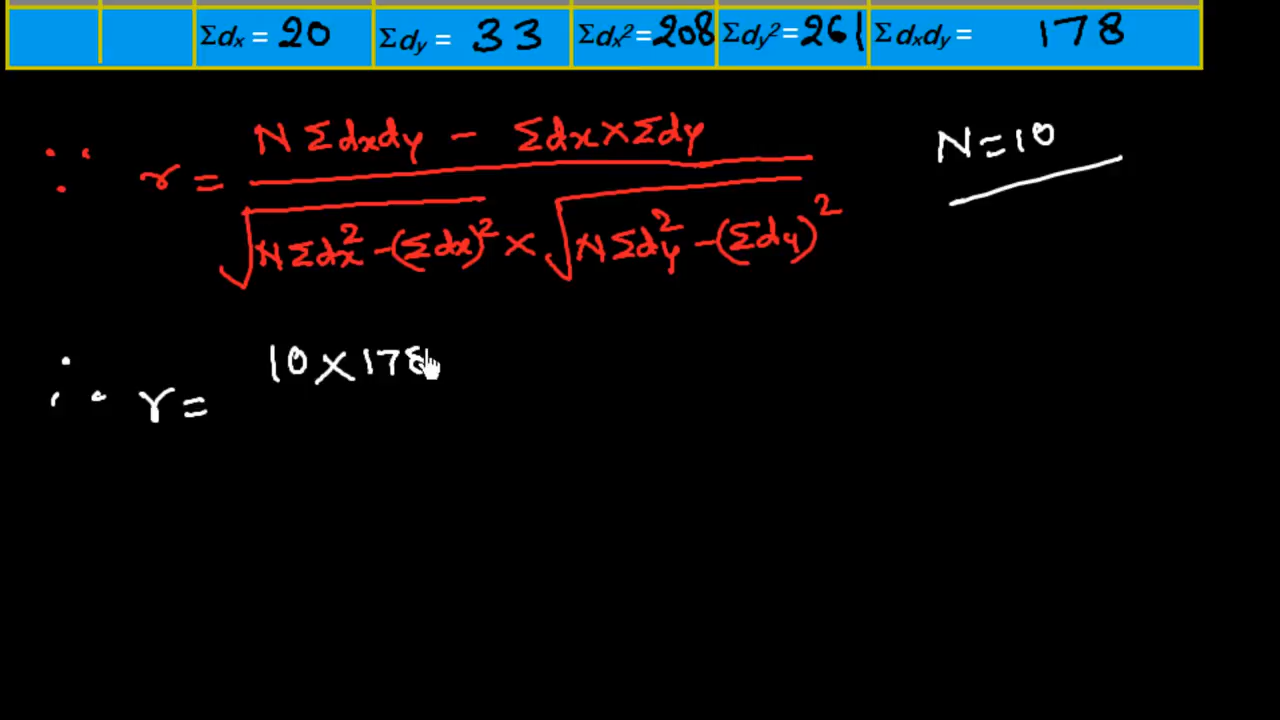 Σdx = 20 Σdy = 33 Σdx²=208 Σdy²=261 Σdxdy = 178
∵ r = (N Σdxdy − Σdx × Σdy) / (√(N Σdx² − (Σdx)²) × √(N Σdy² − (Σdy)²)) N=10
∴ r = 10 × 178